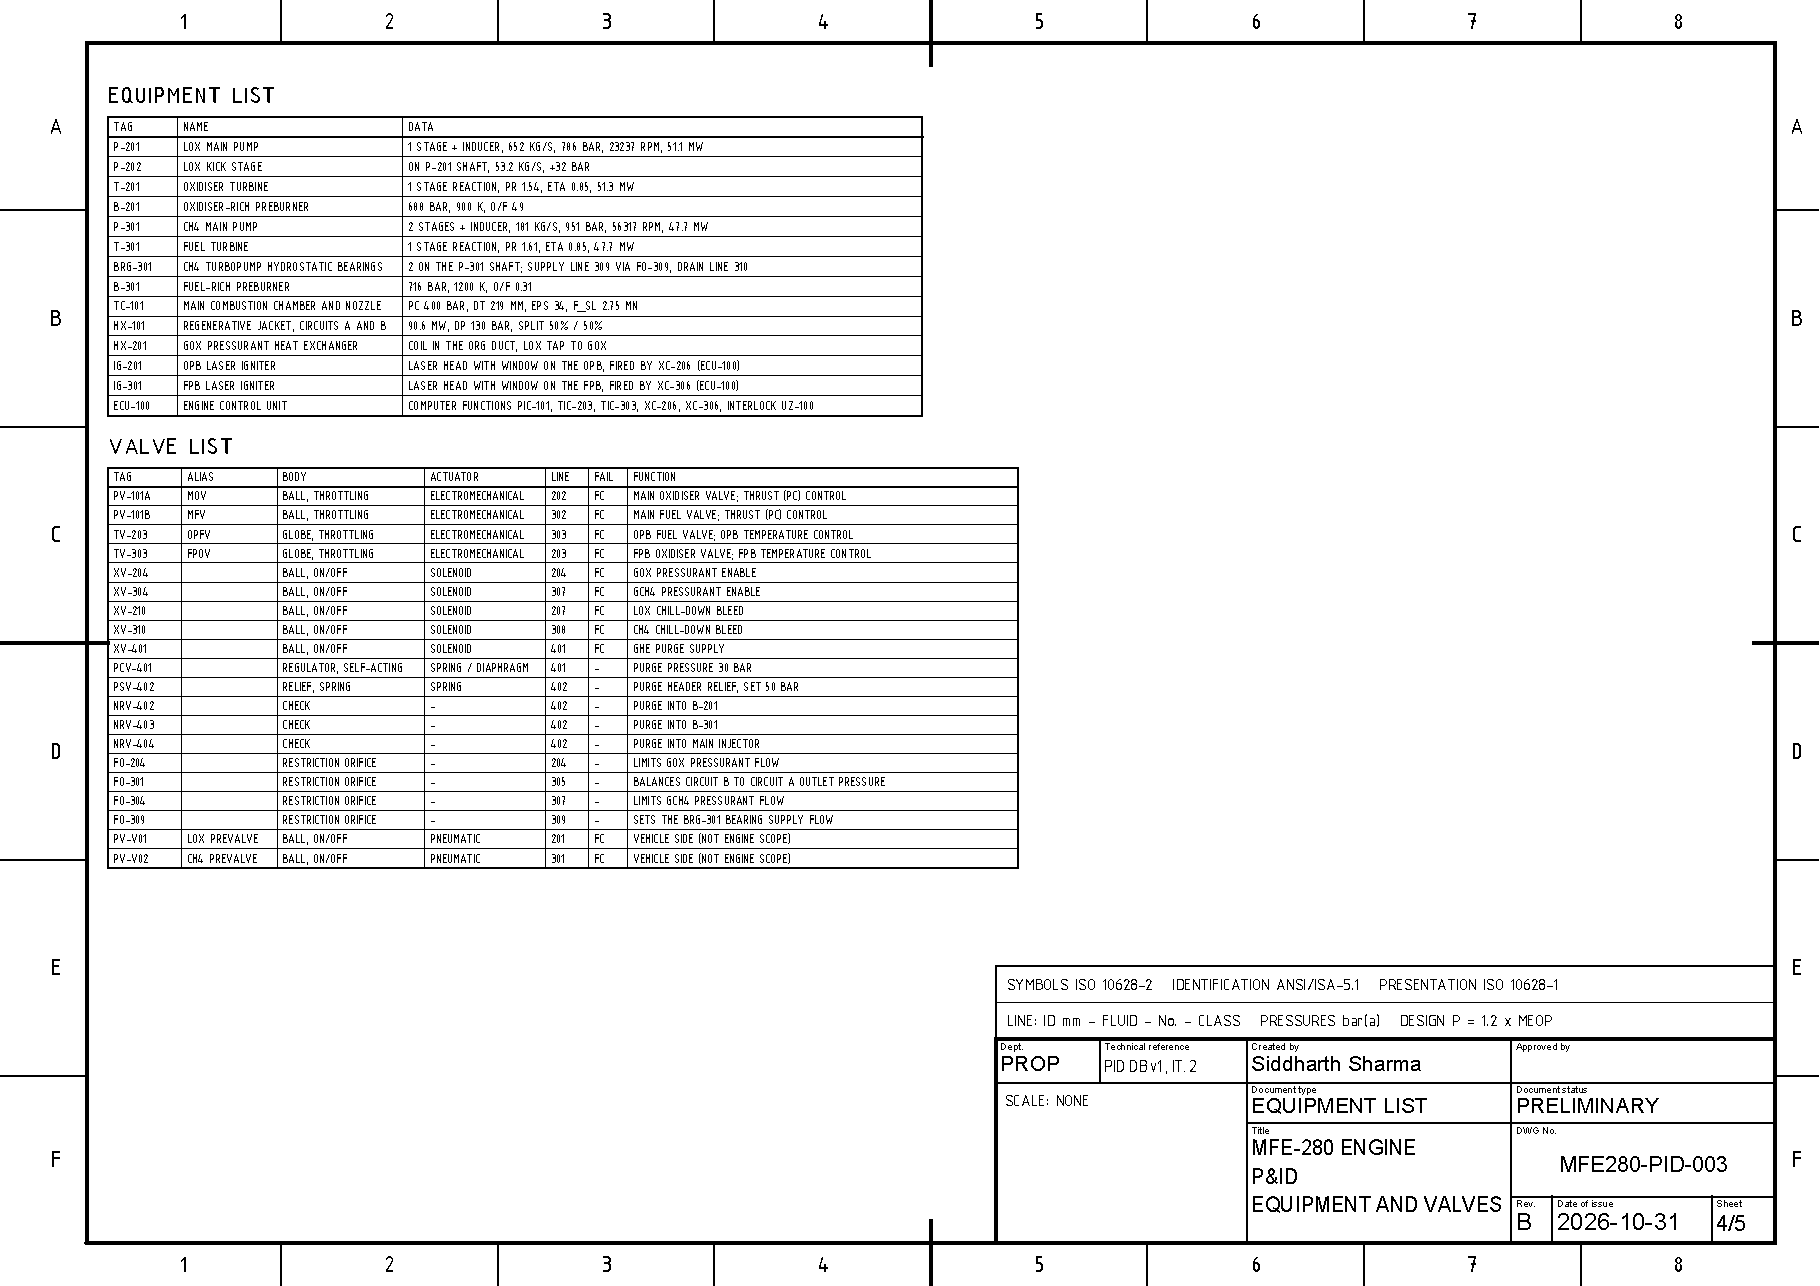 1 2 3 4 5 6 7 8
A A
B B
C C
D D
E E
F F
EQUIPMENT LIST
TAG NAME DATA
P-201 LOX MAIN PUMP 1 STAGE + INDUCER, 652 KG/S, 706 BAR, 23237 RPM, 51.1 MW
P-202 LOX KICK STAGE ON P-201 SHAFT, 53.2 KG/S, +32 BAR
T-201 OXIDISER TURBINE 1 STAGE REACTION, PR 1.54, ETA 0.85, 51.3 MW
B-201 OXIDISER-RICH PREBURNER 680 BAR, 900 K, O/F 49
P-301 CH4 MAIN PUMP 2 STAGES + INDUCER, 181 KG/S, 951 BAR, 56317 RPM, 47.7 MW
T-301 FUEL TURBINE 1 STAGE REACTION, PR 1.61, ETA 0.85, 47.7 MW
BRG-301 CH4 TURBOPUMP HYDROSTATIC BEARINGS 2 ON THE P-301 SHAFT; SUPPLY LINE 309 VIA FO-309, DRAIN LINE 310
B-301 FUEL-RICH PREBURNER 716 BAR, 1200 K, O/F 0.31
TC-101 MAIN COMBUSTION CHAMBER AND NOZZLE PC 400 BAR, DT 219 MM, EPS 34, F_SL 2.75 MN
HX-101 REGENERATIVE JACKET, CIRCUITS A AND B 90.6 MW, DP 130 BAR, SPLIT 50% / 50%
HX-201 GOX PRESSURANT HEAT EXCHANGER COIL IN THE ORG DUCT, LOX TAP TO GOX
IG-201 OPB LASER IGNITER LASER HEAD WITH WINDOW ON THE OPB, FIRED BY XC-206 (ECU-100)
IG-301 FPB LASER IGNITER LASER HEAD WITH WINDOW ON THE FPB, FIRED BY XC-306 (ECU-100)
ECU-100 ENGINE CONTROL UNIT COMPUTER FUNCTIONS PIC-101, TIC-203, TIC-303, XC-206, XC-306, INTERLOCK UZ-100
VALVE LIST
TAG ALIAS BODY ACTUATOR LINE FAIL FUNCTION
PV-101A MOV BALL, THROTTLING ELECTROMECHANICAL 202 FC MAIN OXIDISER VALVE; THRUST (PC) CONTROL
PV-101B MFV BALL, THROTTLING ELECTROMECHANICAL 302 FC MAIN FUEL VALVE; THRUST (PC) CONTROL
TV-203 OPFV GLOBE, THROTTLING ELECTROMECHANICAL 303 FC OPB FUEL VALVE; OPB TEMPERATURE CONTROL
TV-303 FPOV GLOBE, THROTTLING ELECTROMECHANICAL 203 FC FPB OXIDISER VALVE; FPB TEMPERATURE CONTROL
XV-204 BALL, ON/OFF SOLENOID 204 FC GOX PRESSURANT ENABLE
XV-304 BALL, ON/OFF SOLENOID 307 FC GCH4 PRESSURANT ENABLE
XV-210 BALL, ON/OFF SOLENOID 207 FC LOX CHILL-DOWN BLEED
XV-310 BALL, ON/OFF SOLENOID 308 FC CH4 CHILL-DOWN BLEED
XV-401 BALL, ON/OFF SOLENOID 401 FC GHE PURGE SUPPLY
PCV-401 REGULATOR, SELF-ACTING SPRING / DIAPHRAGM 401 - PURGE PRESSURE 30 BAR
PSV-402 RELIEF, SPRING SPRING 402 - PURGE HEADER RELIEF, SET 50 BAR
NRV-402 CHECK - 402 - PURGE INTO B-201
NRV-403 CHECK - 402 - PURGE INTO B-301
NRV-404 CHECK - 402 - PURGE INTO MAIN INJECTOR
FO-204 RESTRICTION ORIFICE - 204 - LIMITS GOX PRESSURANT FLOW
FO-301 RESTRICTION ORIFICE - 305 - BALANCES CIRCUIT B TO CIRCUIT A OUTLET PRESSURE
FO-304 RESTRICTION ORIFICE - 307 - LIMITS GCH4 PRESSURANT FLOW
FO-309 RESTRICTION ORIFICE - 309 - SETS THE BRG-301 BEARING SUPPLY FLOW
PV-V01 LOX PREVALVE BALL, ON/OFF PNEUMATIC 201 FC VEHICLE SIDE (NOT ENGINE SCOPE)
PV-V02 CH4 PREVALVE BALL, ON/OFF PNEUMATIC 301 FC VEHICLE SIDE (NOT ENGINE SCOPE)
SYMBOLS ISO 10628-2 IDENTIFICATION ANSI/ISA-5.1 PRESENTATION ISO 10628-1
LINE: ID mm - FLUID - No. - CLASS PRESSURES bar(a) DESIGN P = 1.2 x MEOP
Dept. Technical reference Created by Approved by
PROP PID DB v1, IT. 2 Siddharth Sharma
SCALE: NONE
Document type Document status
EQUIPMENT LIST PRELIMINARY
Title DWG No.
MFE-280 ENGINE
P&ID
EQUIPMENT AND VALVES
MFE280-PID-003
Rev. Date of issue Sheet
B 2026-10-31 4/5
1 2 3 4 5 6 7 8